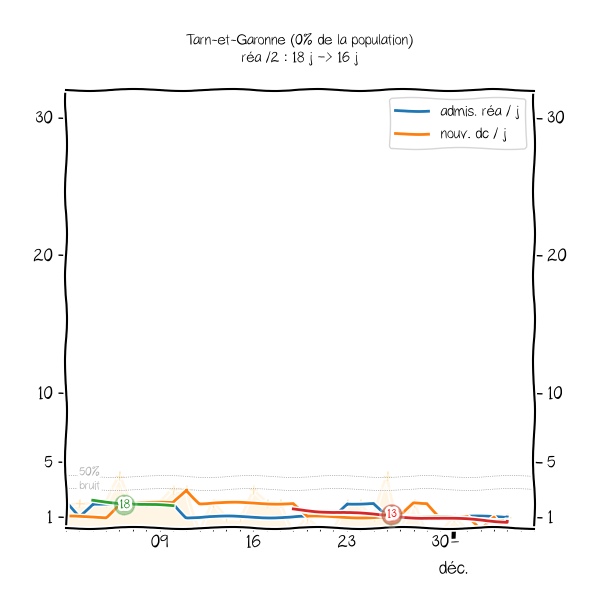 Tarn-et-Garonne (0% de la population)
réa /2 : 18 j -> 16 j
admis. réa / j
nouv. dc / j
30 30
20 20
10 10
5 5
50%
bruit
18
13
1 1
09 16 23 30
déc.